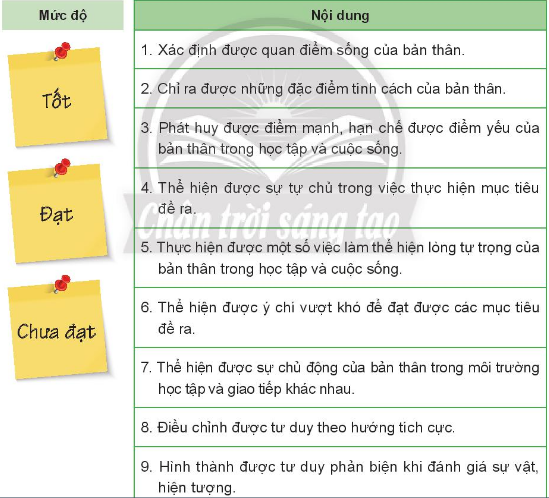 Mức độ
Nội dung
Tốt
Đạt
Chưa đạt
1. Xác định được quan điểm sống của bản thân.
2. Chỉ ra được những đặc điểm tính cách của bản thân.
3. Phát huy được điểm mạnh, hạn chế được điểm yếu của
bản thân trong học tập và cuộc sống.
4. Thể hiện được sự tự chủ trong việc thực hiện mục tiêu
đề ra.
5. Thực hiện được một số việc làm thể hiện lòng tự trọng của
bản thân trong học tập và cuộc sống.
6. Thể hiện được ý chí vượt khó để đạt được các mục tiêu
đề ra.
7. Thể hiện được sự chủ động của bản thân trong môi trường
học tập và giao tiếp khác nhau.
8. Điều chỉnh được tư duy theo hướng tích cực.
9. Hình thành được tư duy phản biện khi đánh giá sự vật,
hiện tượng.
Chân trời sáng tạo